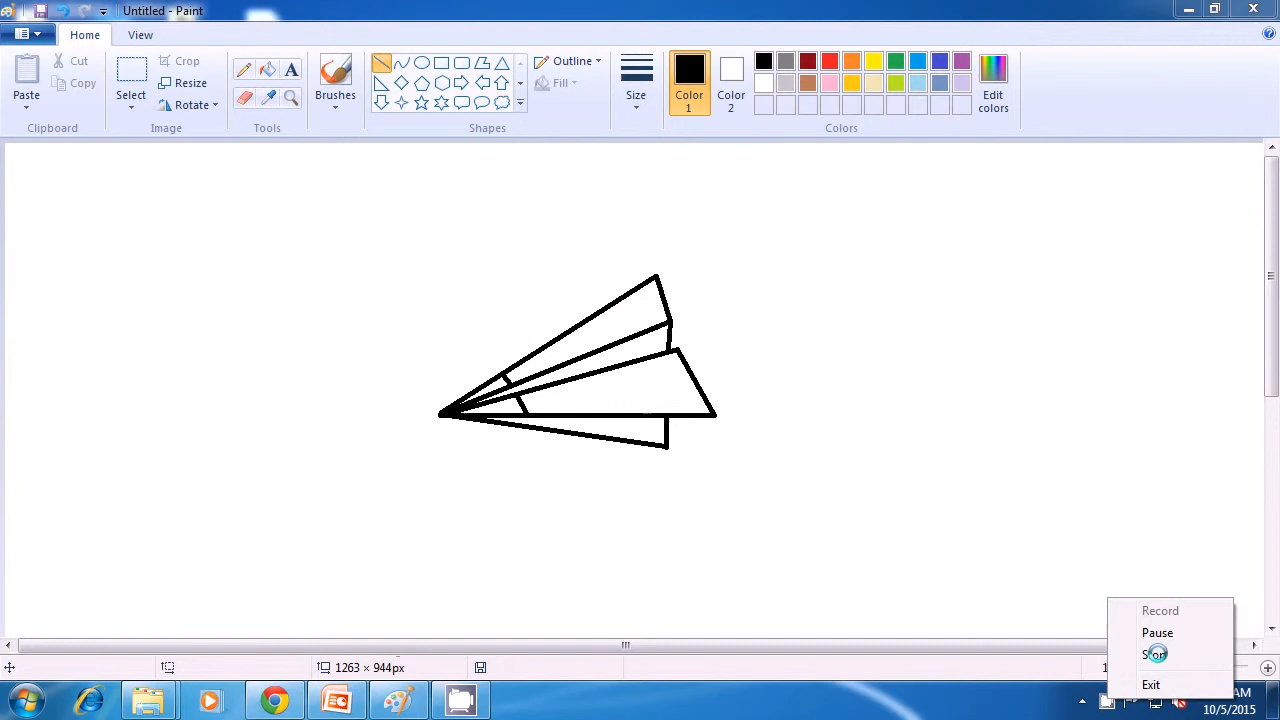 Untitled - Paint
Home View
Paste
Cut
Copy
Clipboard
Select
Crop
Resize
Rotate
Image
A
Tools
Brushes
Outline
Fill
Shapes
Size
Color 1
Color 2
Edit colors
Colors
Record
Pause
Exit
1263 × 944px
10/5/2015